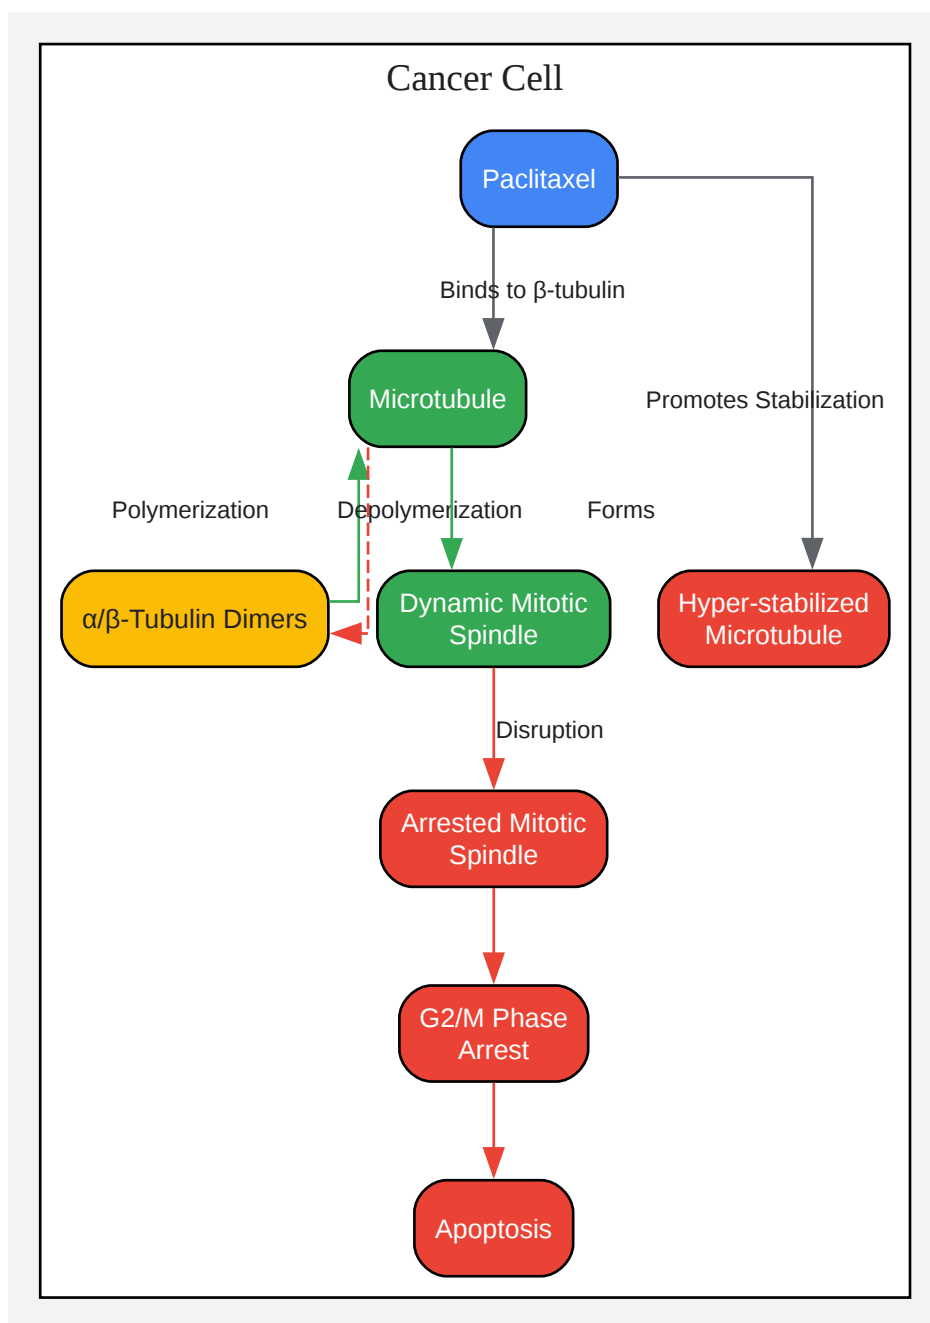 Cancer Cell
Paclitaxel
Binds to β-tubulin
Microtubule
Promotes Stabilization
Polymerization
Depolymerization
Forms
α/β-Tubulin Dimers
Dynamic Mitotic
Spindle
Hyper-stabilized
Microtubule
Disruption
Arrested Mitotic
Spindle
G2/M Phase
Arrest
Apoptosis